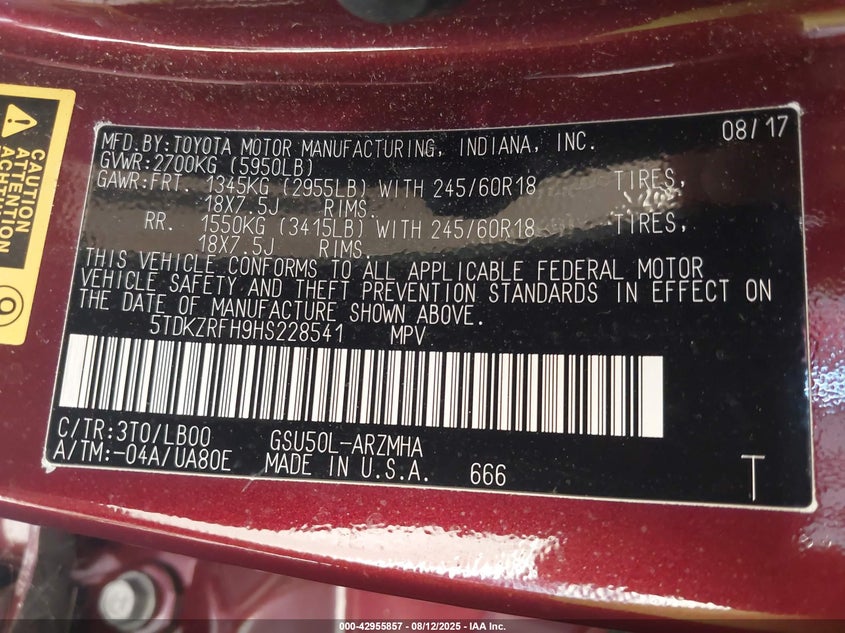 CAUTION
ATTENTION
ACHTUNG
MFD.BY:TOYOTA MOTOR MANUFACTURING, INDIANA, INC. 08/17
GVWR:2700KG (5950LB)
GAWR:FRT. 1345KG (2955LB) WITH 245/60R18 TIRES,
18X7.5J RIMS.
RR. 1550KG (3415LB) WITH 245/60R18 TIRES,
18X7.5J RIMS.
THIS VEHICLE CONFORMS TO ALL APPLICABLE FEDERAL MOTOR
VEHICLE SAFETY AND THEFT PREVENTION STANDARDS IN EFFECT ON
THE DATE OF MANUFACTURE SHOWN ABOVE.
5TDKZRFH9HS228541 MPV
C/TR:3T0/LB00 GSU50L-ARZMHA
A/TM:-04A/UA80E MADE IN U.S.A. 666 T
000-42955857 - 08/12/2025 - IAA Inc.